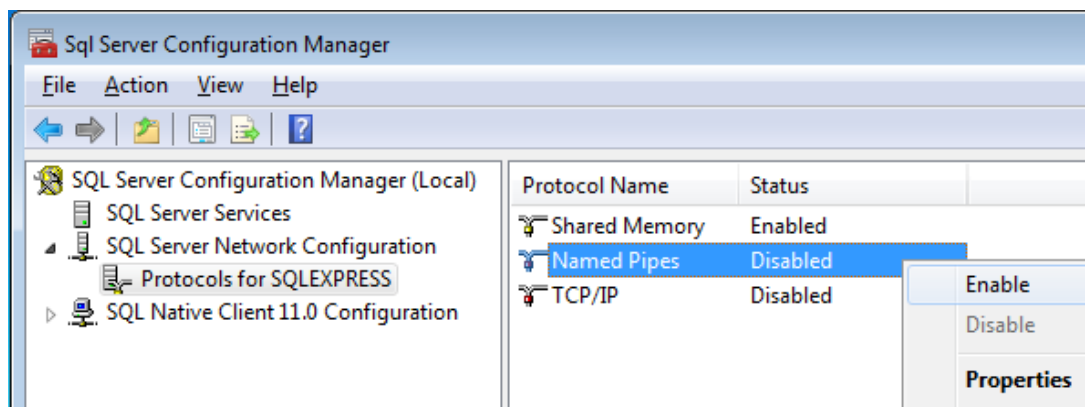 Sql Server Configuration Manager
File Action View Help
SQL Server Configuration Manager (Local)
SQL Server Services
SQL Server Network Configuration
Protocols for SQLEXPRESS
SQL Native Client 11.0 Configuration
Protocol Name Status
Shared Memory Enabled
Named Pipes Disabled
TCP/IP Disabled
Enable
Disable
Properties